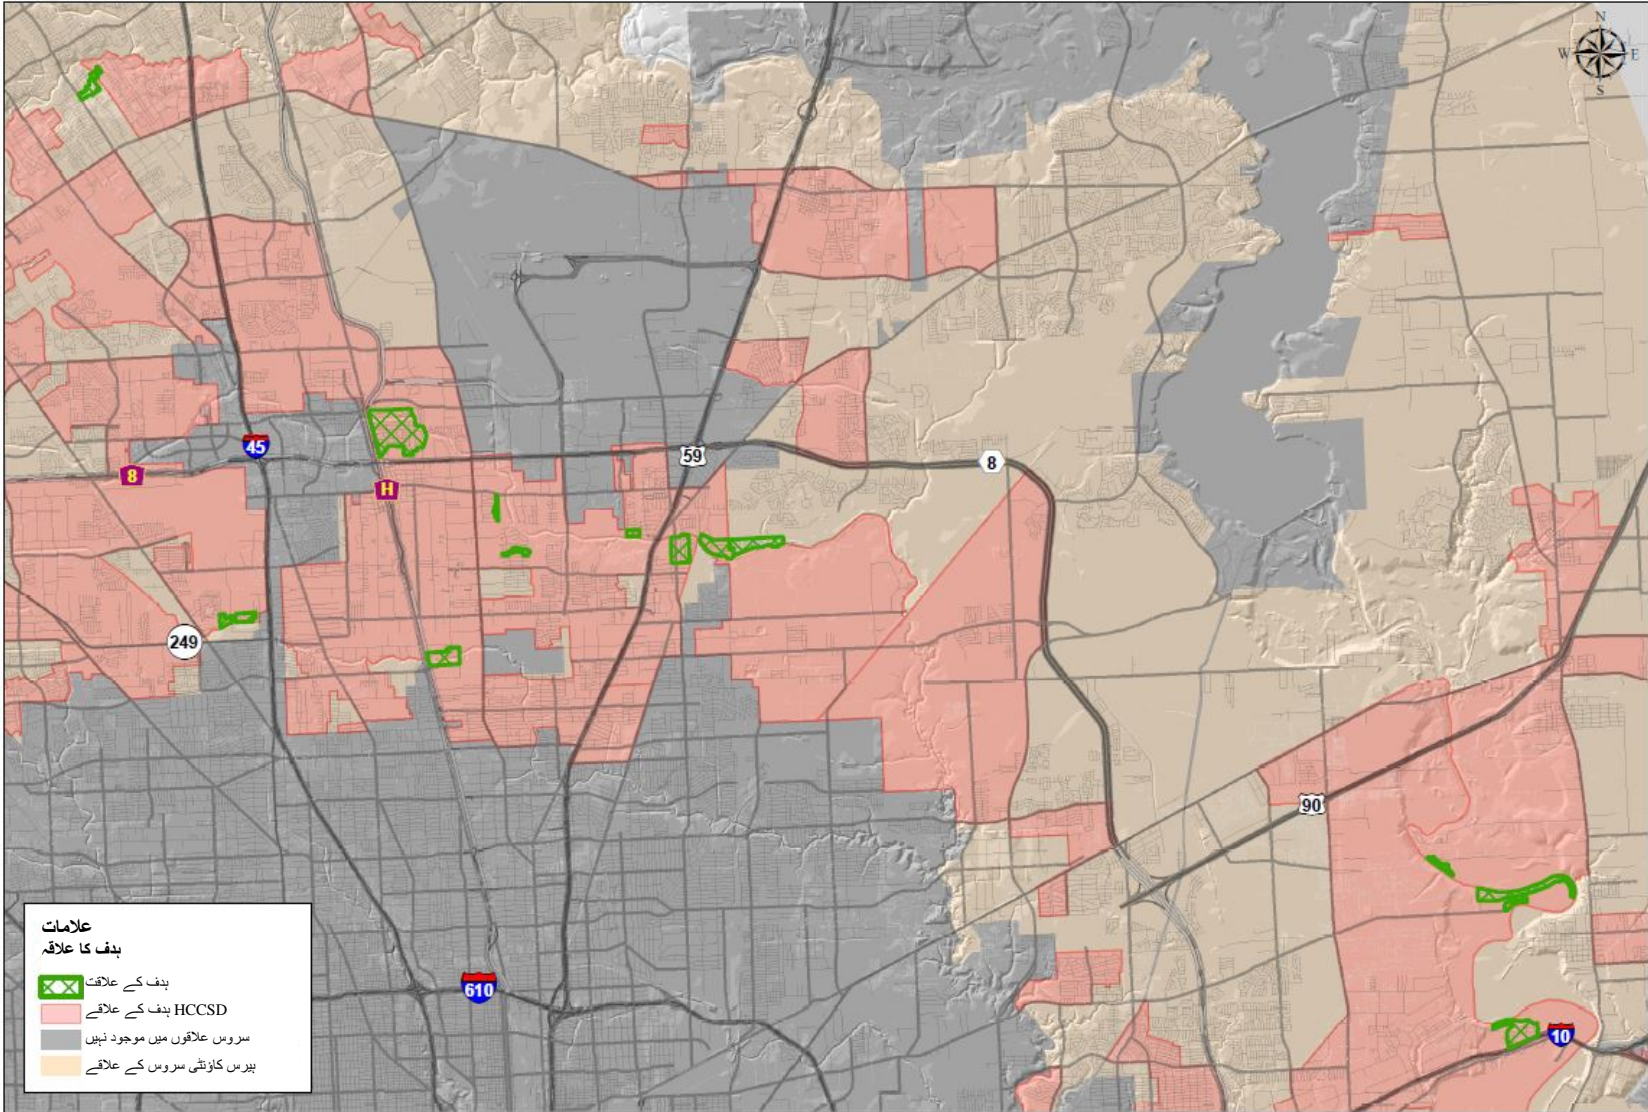 N
W E
S
45
8
H
59
8
249
90
610
10
علامات
ہدف کا علاقہ
ہدف کے علاقت
HCCSD ہدف کے علاقے
سروس علاقوں میں موجود نہیں
ہیرس کاؤنٹی سروس کے علاقے